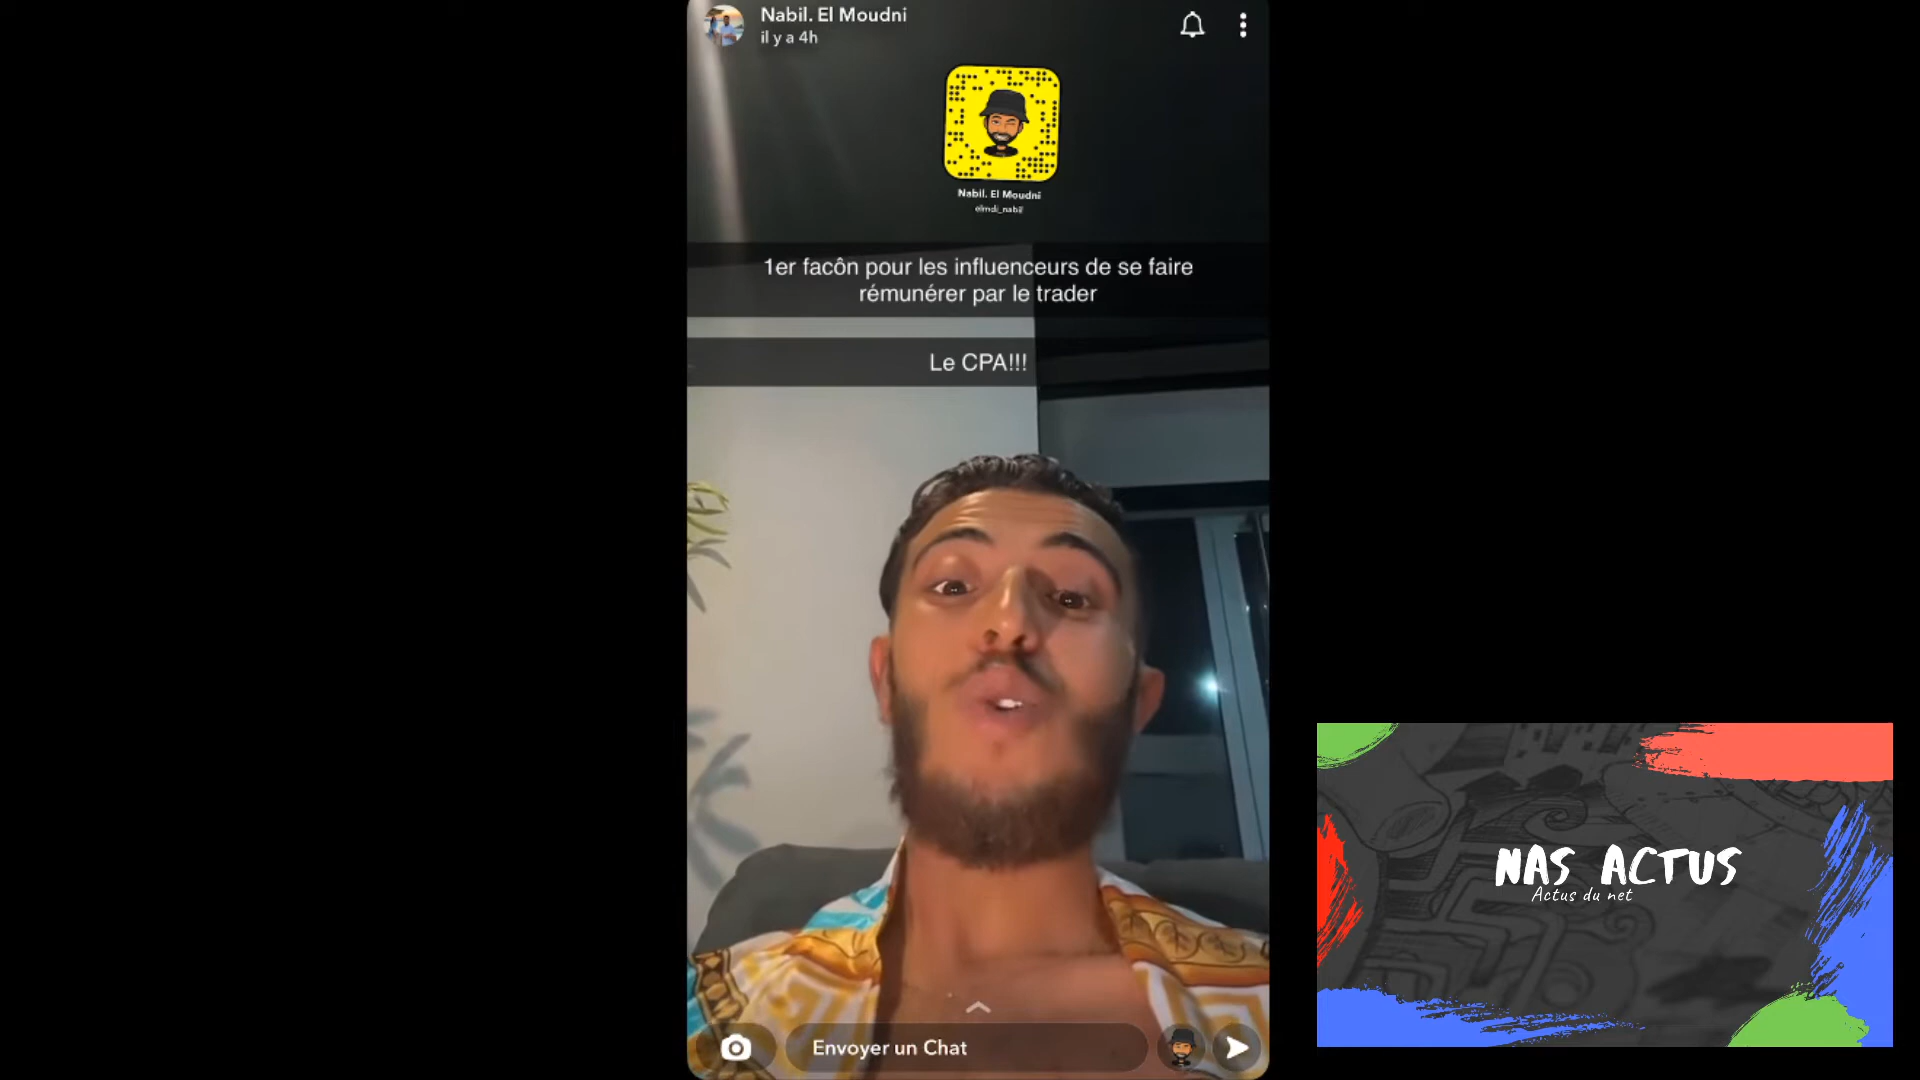 Nabil. El Moudni
il y a 4h
Nabil. El Moudni
elmdi_nabil
1er facôn pour les influenceurs de se faire
rémunérer par le trader
Le CPA!!!
Envoyer un Chat
NAS ACTUS
Actus du net